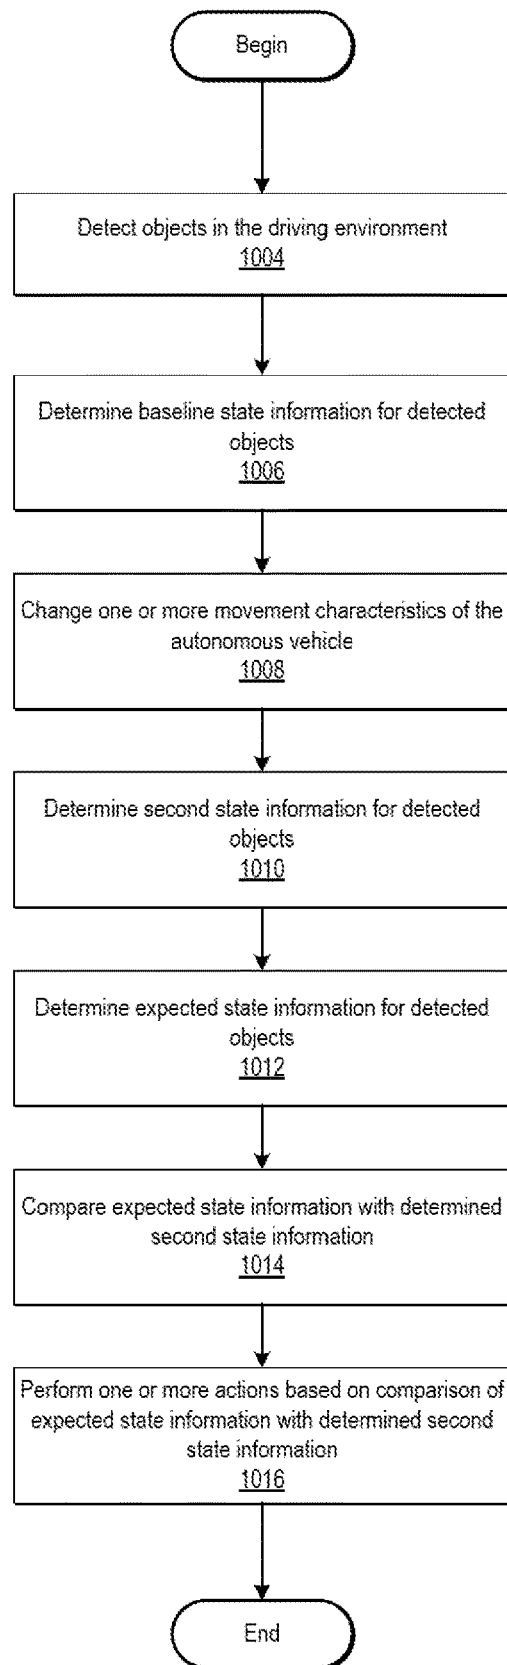 Begin
Detect objects in the driving environment
1004
Determine baseline state information for detected
objects
1006
Change one or more movement characteristics of the
autonomous vehicle
1008
Determine second state information for detected
objects
1010
Determine expected state information for detected
objects
1012
Compare expected state information with determined
second state information
1014
Perform one or more actions based on comparison of
expected state information with determined second
state information
1016
End